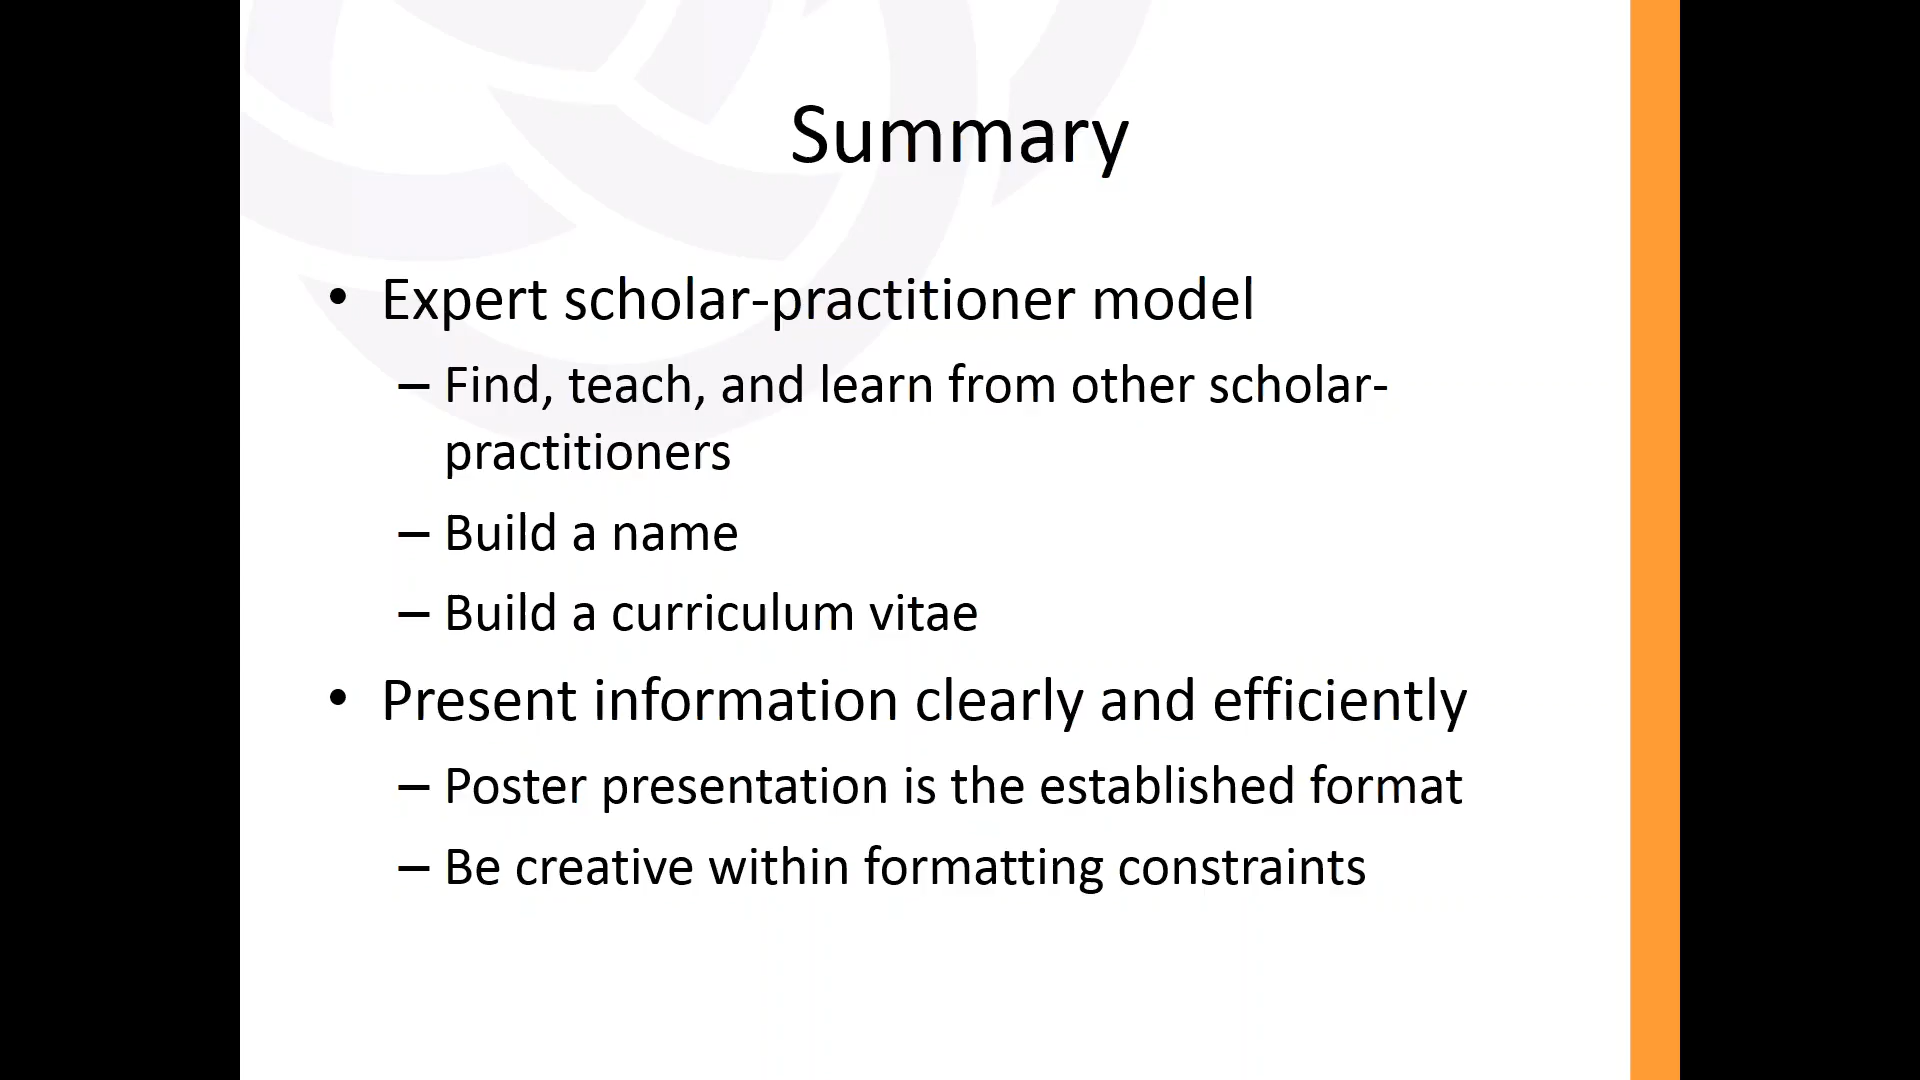 Summary
• Expert scholar-practitioner model
– Find, teach, and learn from other scholar-
practitioners
– Build a name
– Build a curriculum vitae
• Present information clearly and efficiently
– Poster presentation is the established format
– Be creative within formatting constraints